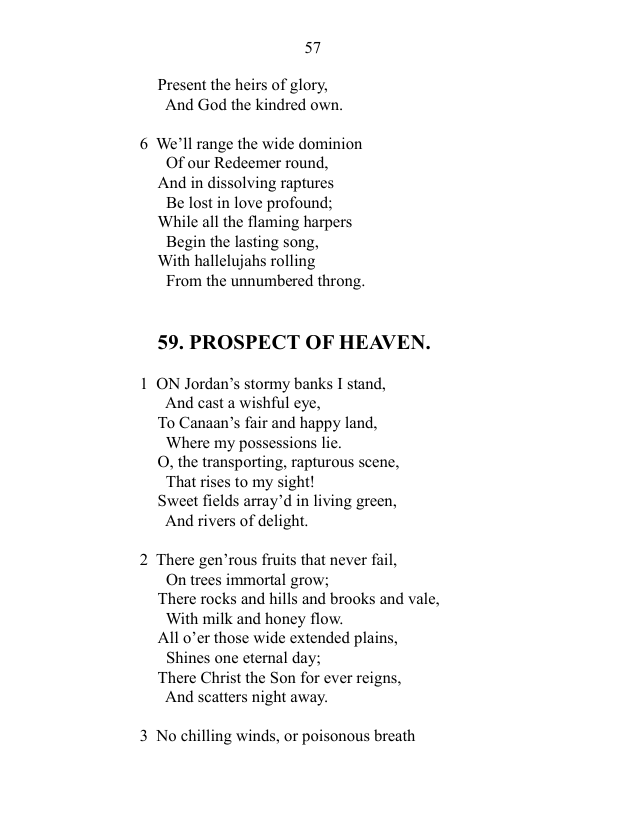 57
Present the heirs of glory,
And God the kindred own.
6 We’ll range the wide dominion
Of our Redeemer round,
And in dissolving raptures
Be lost in love profound;
While all the flaming harpers
Begin the lasting song,
With hallelujahs rolling
From the unnumbered throng.
59. PROSPECT OF HEAVEN.
1 ON Jordan’s stormy banks I stand,
And cast a wishful eye,
To Canaan’s fair and happy land,
Where my possessions lie.
O, the transporting, rapturous scene,
That rises to my sight!
Sweet fields array’d in living green,
And rivers of delight.
2 There gen’rous fruits that never fail,
On trees immortal grow;
There rocks and hills and brooks and vale,
With milk and honey flow.
All o’er those wide extended plains,
Shines one eternal day;
There Christ the Son for ever reigns,
And scatters night away.
3 No chilling winds, or poisonous breath